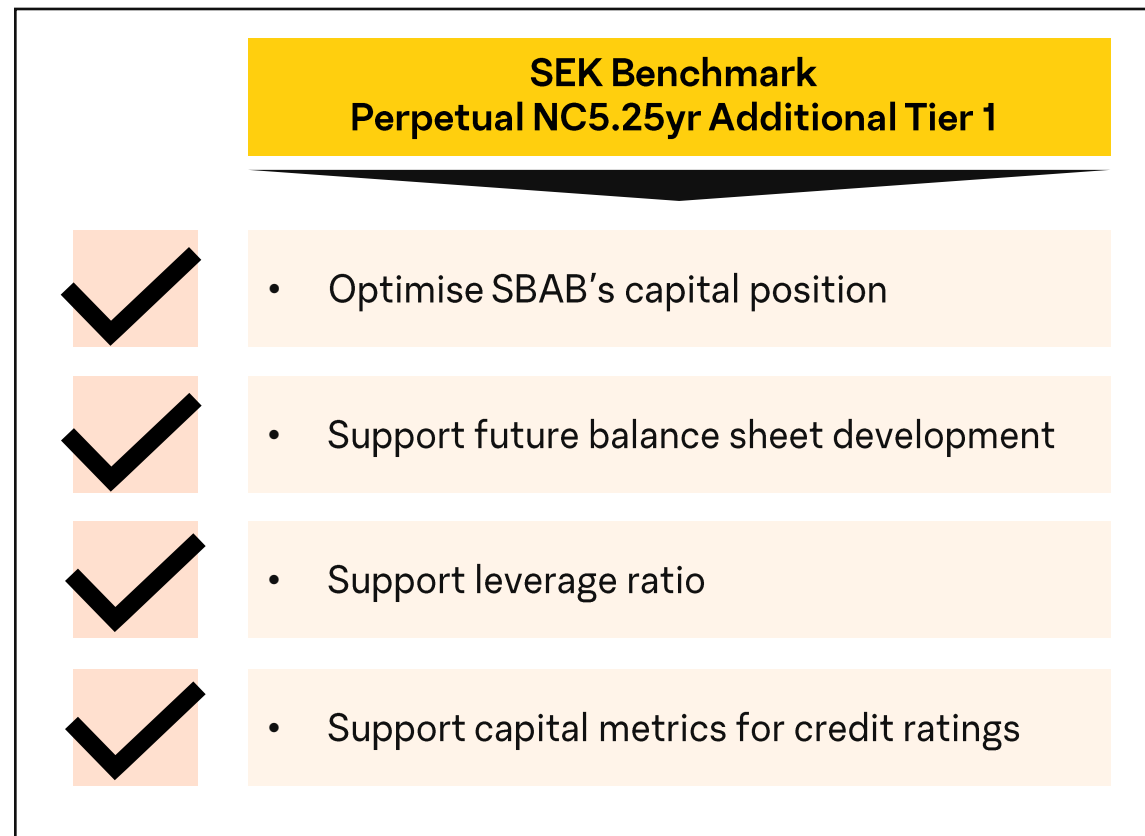 SEK Benchmark
Perpetual NC5.25yr Additional Tier 1
• Optimise SBAB’s capital position
• Support future balance sheet development
• Support leverage ratio
• Support capital metrics for credit ratings